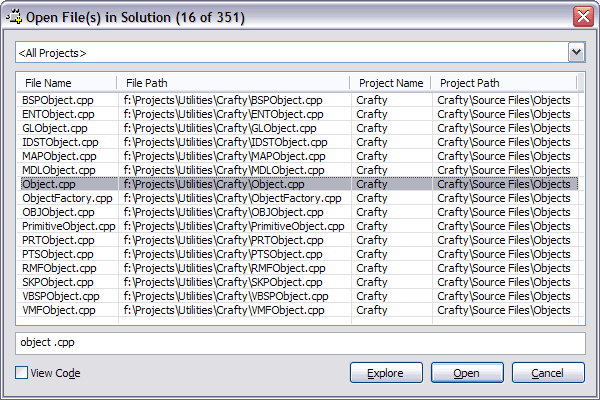 Open File(s) in Solution (16 of 351)
<All Projects>
File Name File Path Project Name Project Path
BSPObject.cpp f:\Projects\Utilities\Crafty\BSPObject.cpp Crafty Crafty\Source Files\Objects
ENTObject.cpp f:\Projects\Utilities\Crafty\ENTObject.cpp Crafty Crafty\Source Files\Objects
GLObject.cpp f:\Projects\Utilities\Crafty\GLObject.cpp Crafty Crafty\Source Files\Objects
IDSTObject.cpp f:\Projects\Utilities\Crafty\IDSTObject.cpp Crafty Crafty\Source Files\Objects
MAPObject.cpp f:\Projects\Utilities\Crafty\MAPObject.cpp Crafty Crafty\Source Files\Objects
MDLObject.cpp f:\Projects\Utilities\Crafty\MDLObject.cpp Crafty Crafty\Source Files\Objects
Object.cpp f:\Projects\Utilities\Crafty\Object.cpp Crafty Crafty\Source Files\Objects
ObjectFactory.cpp f:\Projects\Utilities\Crafty\ObjectFactory.cpp Crafty Crafty\Source Files\Objects
OBJObject.cpp f:\Projects\Utilities\Crafty\OBJObject.cpp Crafty Crafty\Source Files\Objects
PrimitiveObject.cpp f:\Projects\Utilities\Crafty\PrimitiveObject.cpp Crafty Crafty\Source Files\Objects
PRTObject.cpp f:\Projects\Utilities\Crafty\PRTObject.cpp Crafty Crafty\Source Files\Objects
PTSObject.cpp f:\Projects\Utilities\Crafty\PTSObject.cpp Crafty Crafty\Source Files\Objects
RMFObject.cpp f:\Projects\Utilities\Crafty\RMFObject.cpp Crafty Crafty\Source Files\Objects
SKPObject.cpp f:\Projects\Utilities\Crafty\SKPObject.cpp Crafty Crafty\Source Files\Objects
VBSPObject.cpp f:\Projects\Utilities\Crafty\VBSPObject.cpp Crafty Crafty\Source Files\Objects
VMFObject.cpp f:\Projects\Utilities\Crafty\VMFObject.cpp Crafty Crafty\Source Files\Objects
object .cpp
View Code Explore Open Cancel